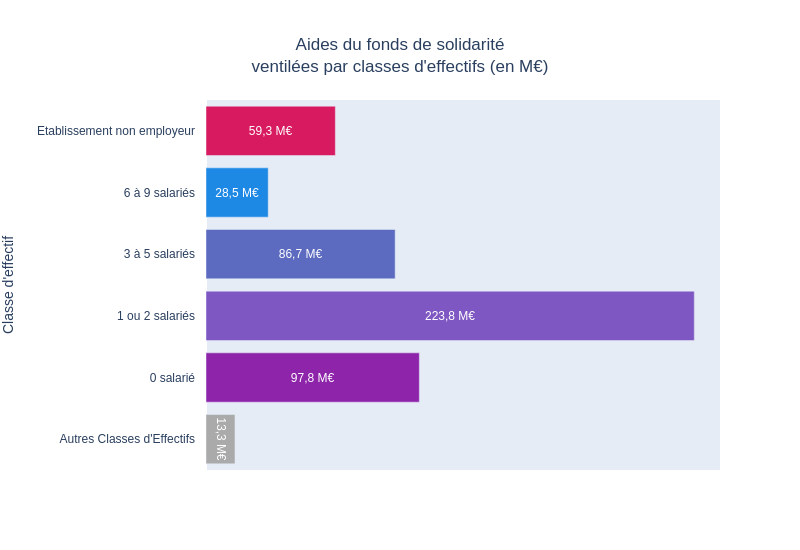 Aides du fonds de solidarité
ventilées par classes d'effectifs (en M€)
Classe d'effectif
Etablissement non employeur
59,3 M€
6 à 9 salariés
28,5 M€
3 à 5 salariés
86,7 M€
1 ou 2 salariés
223,8 M€
0 salarié
97,8 M€
Autres Classes d'Effectifs
13,3 M€